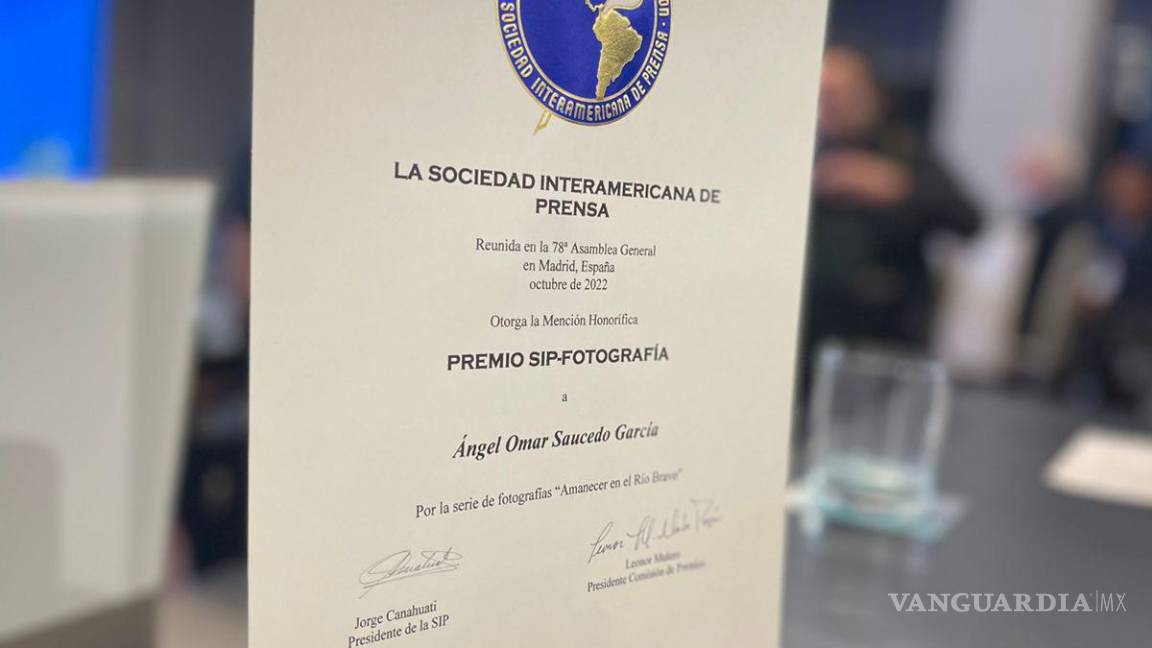 SOCIEDAD INTERAMERICANA DE PRENSA ·
LA SOCIEDAD INTERAMERICANA DE
PRENSA
Reunida en la 78ª Asamblea General
en Madrid, España
octubre de 2022
Otorga la Mención Honorífica
PREMIO SIP-FOTOGRAFÍA
a
Ángel Omar Saucedo García
Por la serie de fotografías “Amanecer en el Río Bravo”
Jorge Canahuati
Presidente de la SIP
Leonor Mulero
Presidente Comisión de Premios
VANGUARDIA|MX